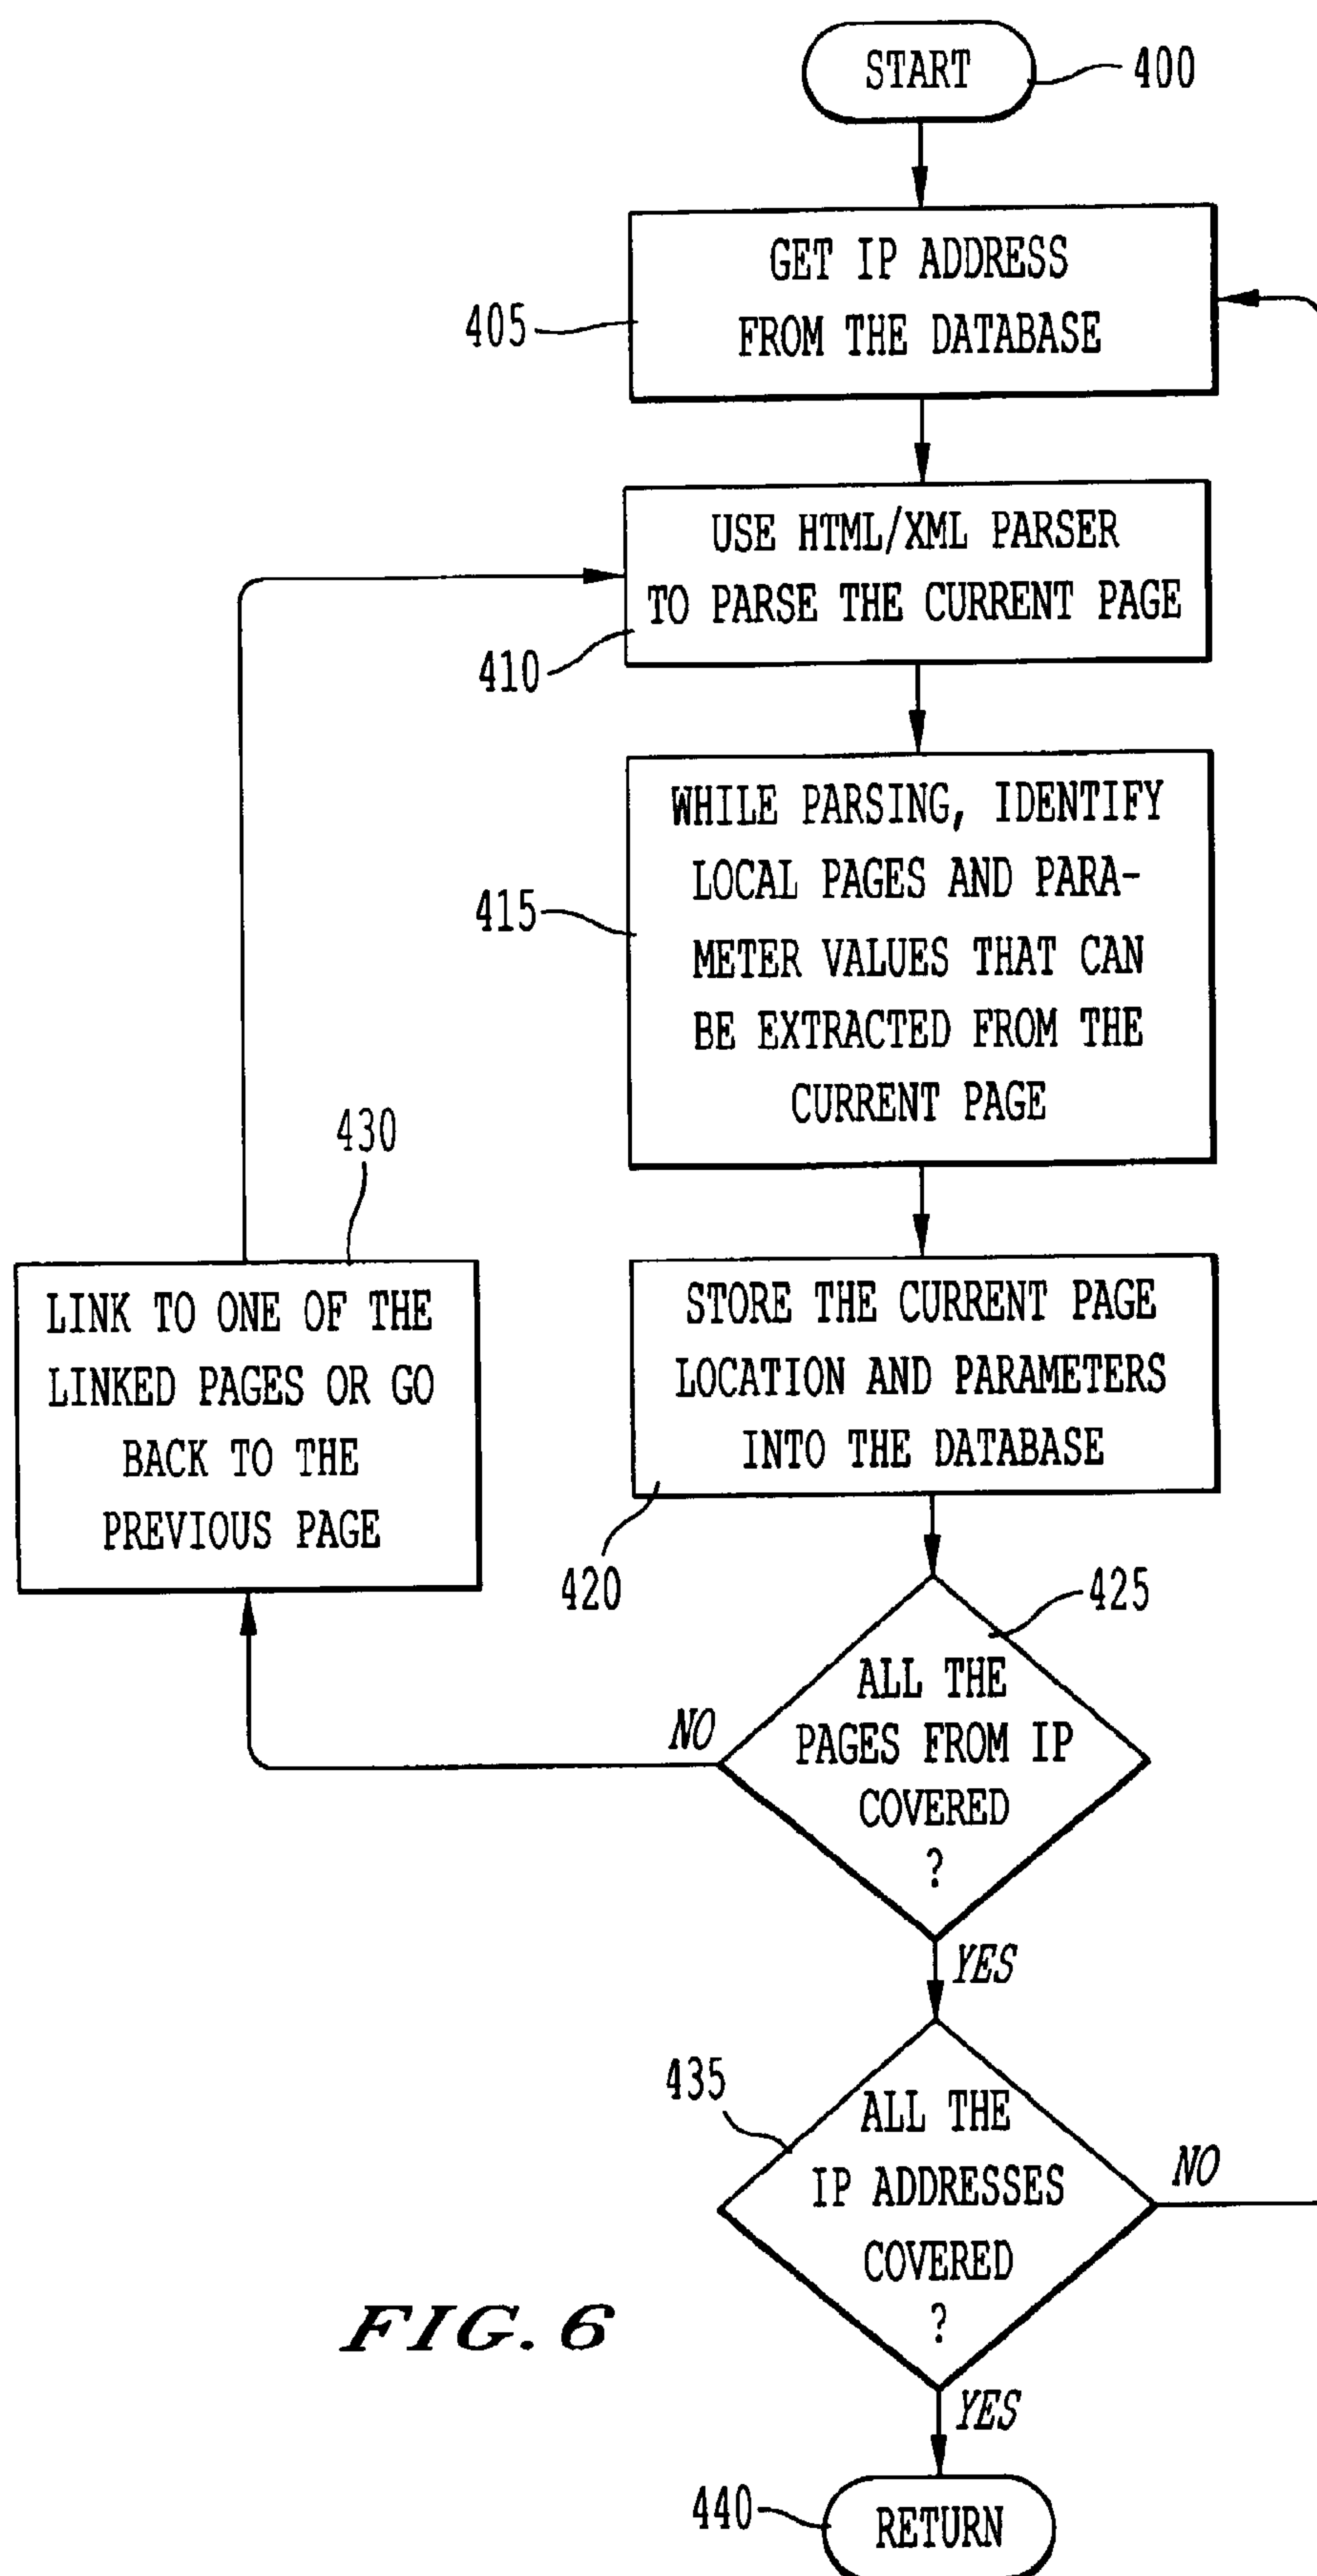 START
400
GET IP ADDRESS
FROM THE DATABASE
405
USE HTML/XML PARSER
TO PARSE THE CURRENT PAGE
410
WHILE PARSING, IDENTIFY
LOCAL PAGES AND PARA-
METER VALUES THAT CAN
BE EXTRACTED FROM THE
CURRENT PAGE
415
430
LINK TO ONE OF THE
LINKED PAGES OR GO
BACK TO THE
PREVIOUS PAGE
STORE THE CURRENT PAGE
LOCATION AND PARAMETERS
INTO THE DATABASE
420
425
ALL THE
PAGES FROM IP
COVERED
?
NO
YES
435
ALL THE
IP ADDRESSES
COVERED
?
NO
YES
FIG. 6
440
RETURN